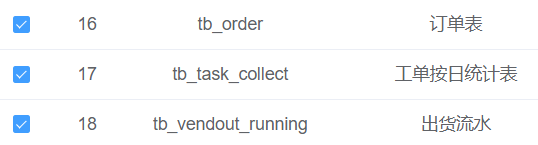 16 tb_order 订单表
17 tb_task_collect 工单按日统计表
18 tb_vendout_running 出货流水